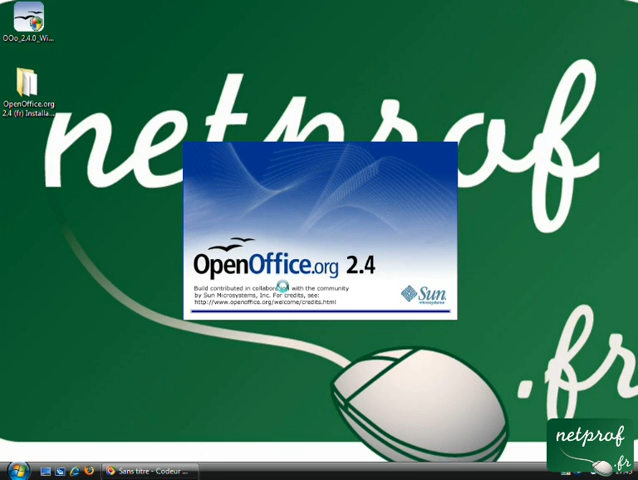 OOo_2.4.0_Wi...
OpenOffice.org
2.4 (fr) Installa...
netprof
.fr
OpenOffice.org 2.4
Build contributed in collaboration with the community
by Sun Microsystems, Inc. For credits, see:
http://www.openoffice.org/welcome/credits.html
Sun
microsystems
netprof
.fr
Sans titre - Codeur ...